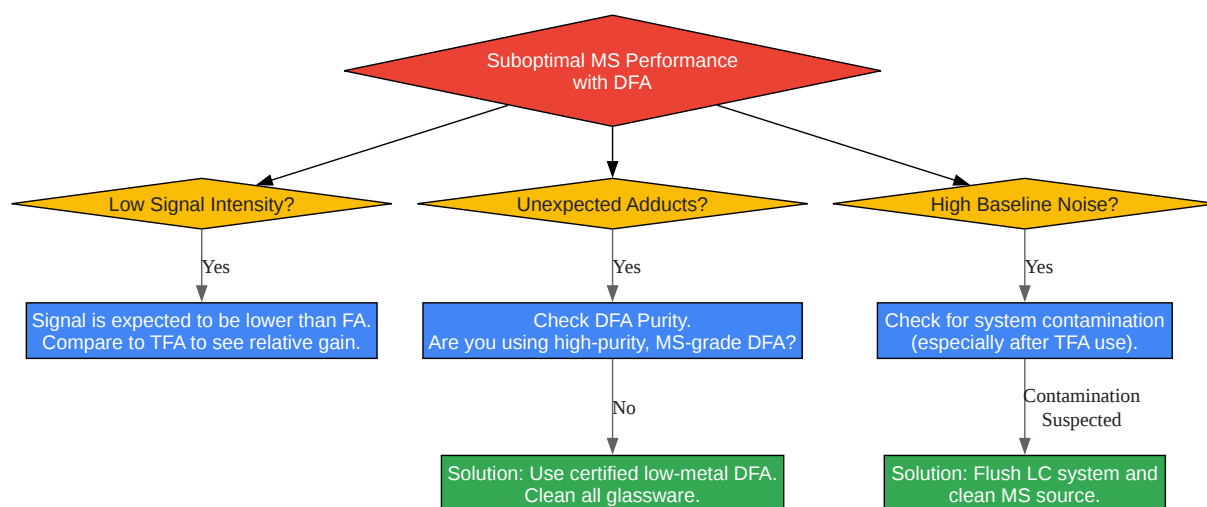 Suboptimal MS Performance
with DFA
Low Signal Intensity?
Unexpected Adducts?
High Baseline Noise?
Yes
Yes
Yes
Signal is expected to be lower than FA.
Compare to TFA to see relative gain.
Check DFA Purity.
Are you using high-purity, MS-grade DFA?
Check for system contamination
(especially after TFA use).
No
Contamination
Suspected
Solution: Use certified low-metal DFA.
Clean all glassware.
Solution: Flush LC system and
clean MS source.